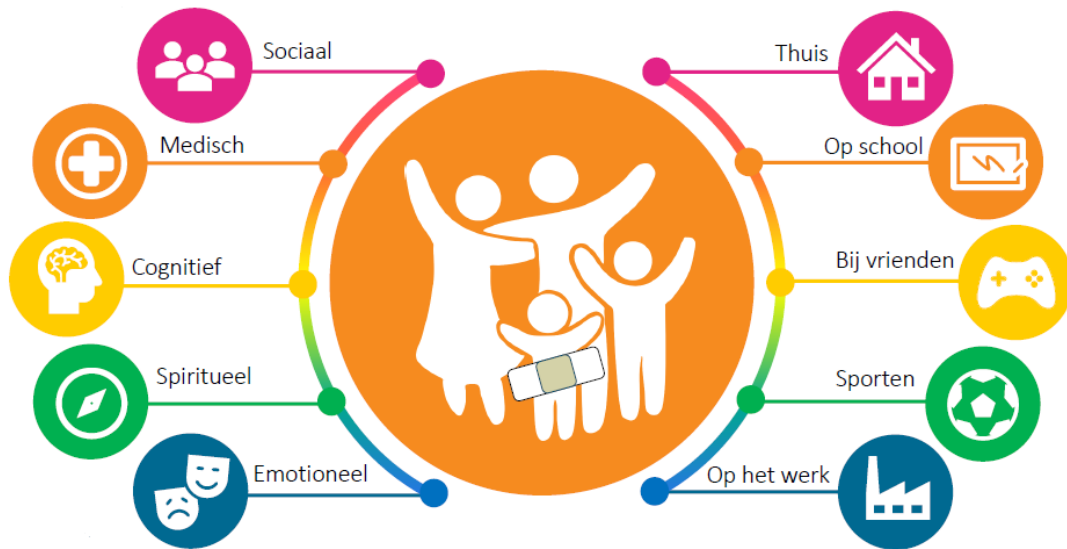 Sociaal
Medisch
Cognitief
Spiritueel
Emotioneel
Thuis
Op school
Bij vrienden
Sporten
Op het werk